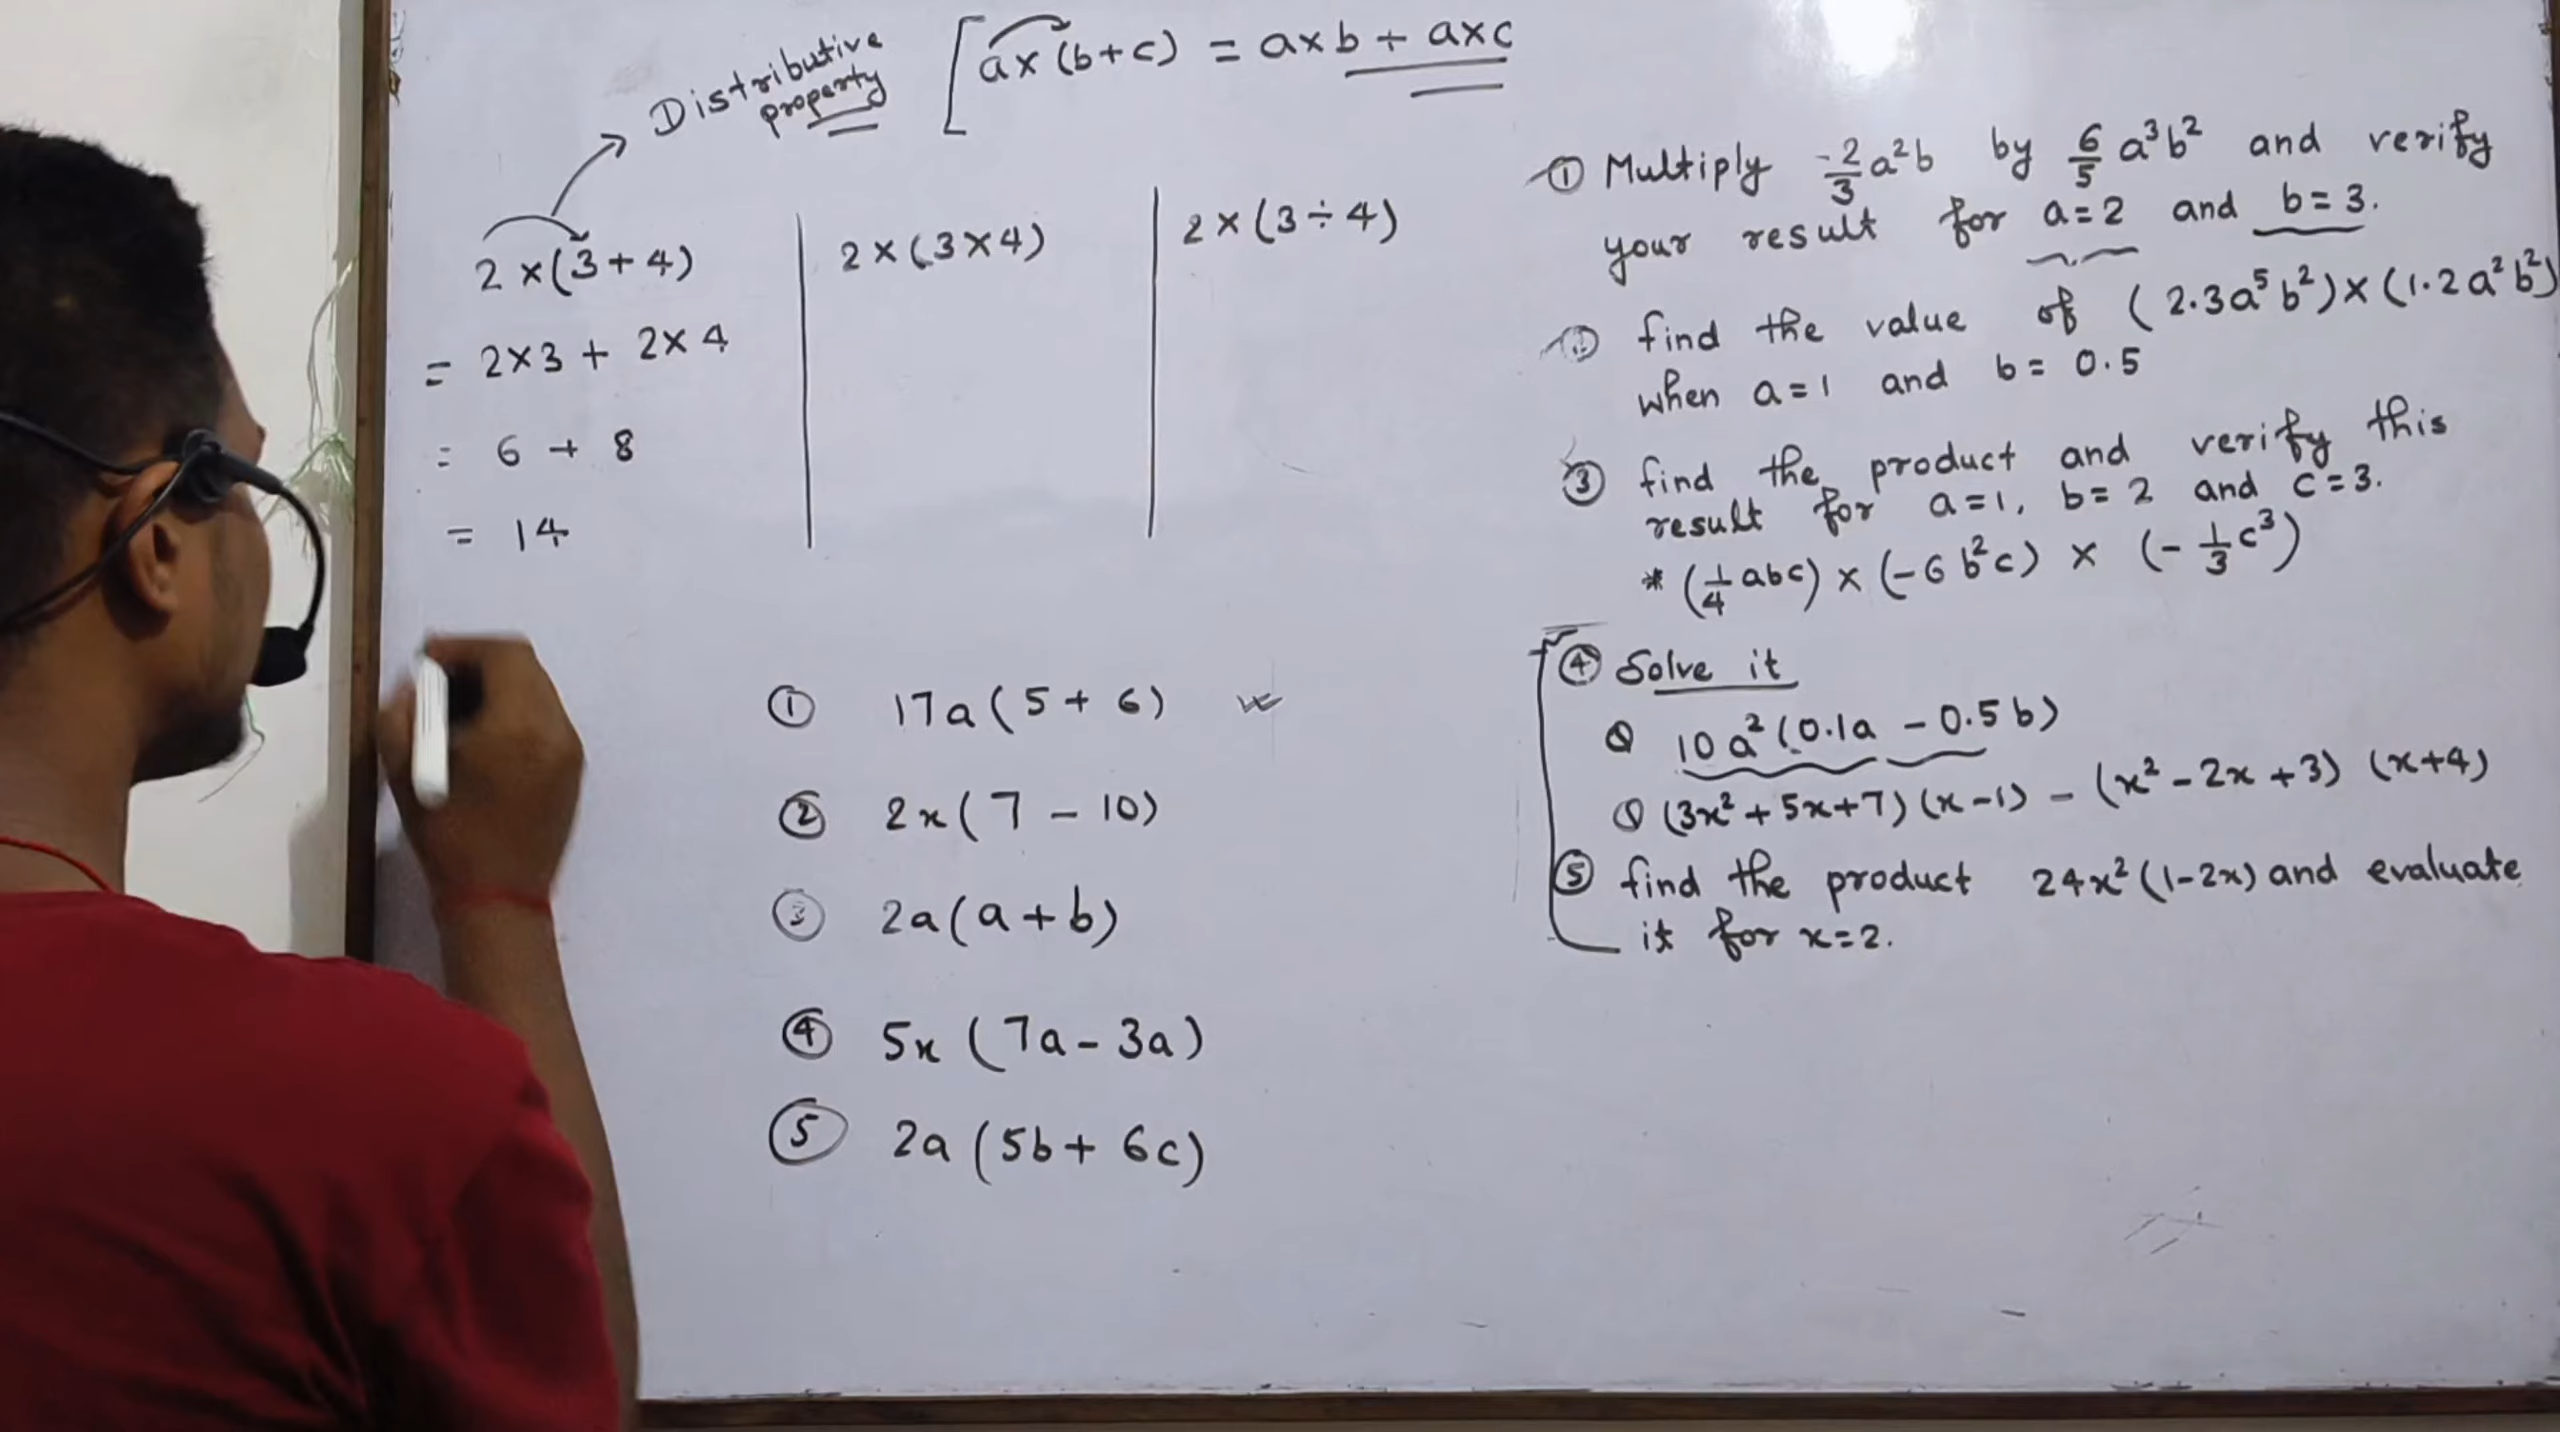 Distributive
property
[a×(b+c) = a×b + a×c
2×(3+4)
= 2×3 + 2×4
= 6 + 8
= 14
2×(3×4)
2×(3÷4)
① 17a(5+6)
② 2x(7-10)
③ 2a(a+b)
④ 5x(7a-3a)
⑤ 2a(5b+6c)
① Multiply -2/3 a²b by 6/5 a³b² and verify
your result for a=2 and b=3.
② find the value of (2.3a⁵b²)×(1.2a²b²)
when a=1 and b=0.5
③ find the product and verify this
result for a=1, b=2 and c=3.
* (1/4 abc) × (-6b²c) × (-1/3 c³)
④ Solve it
10a²(0.1a - 0.5b)
(3x²+5x+7)(x-1) - (x²-2x+3)(x+4)
⑤ find the product 24x²(1-2x) and evaluate
it for x=2.